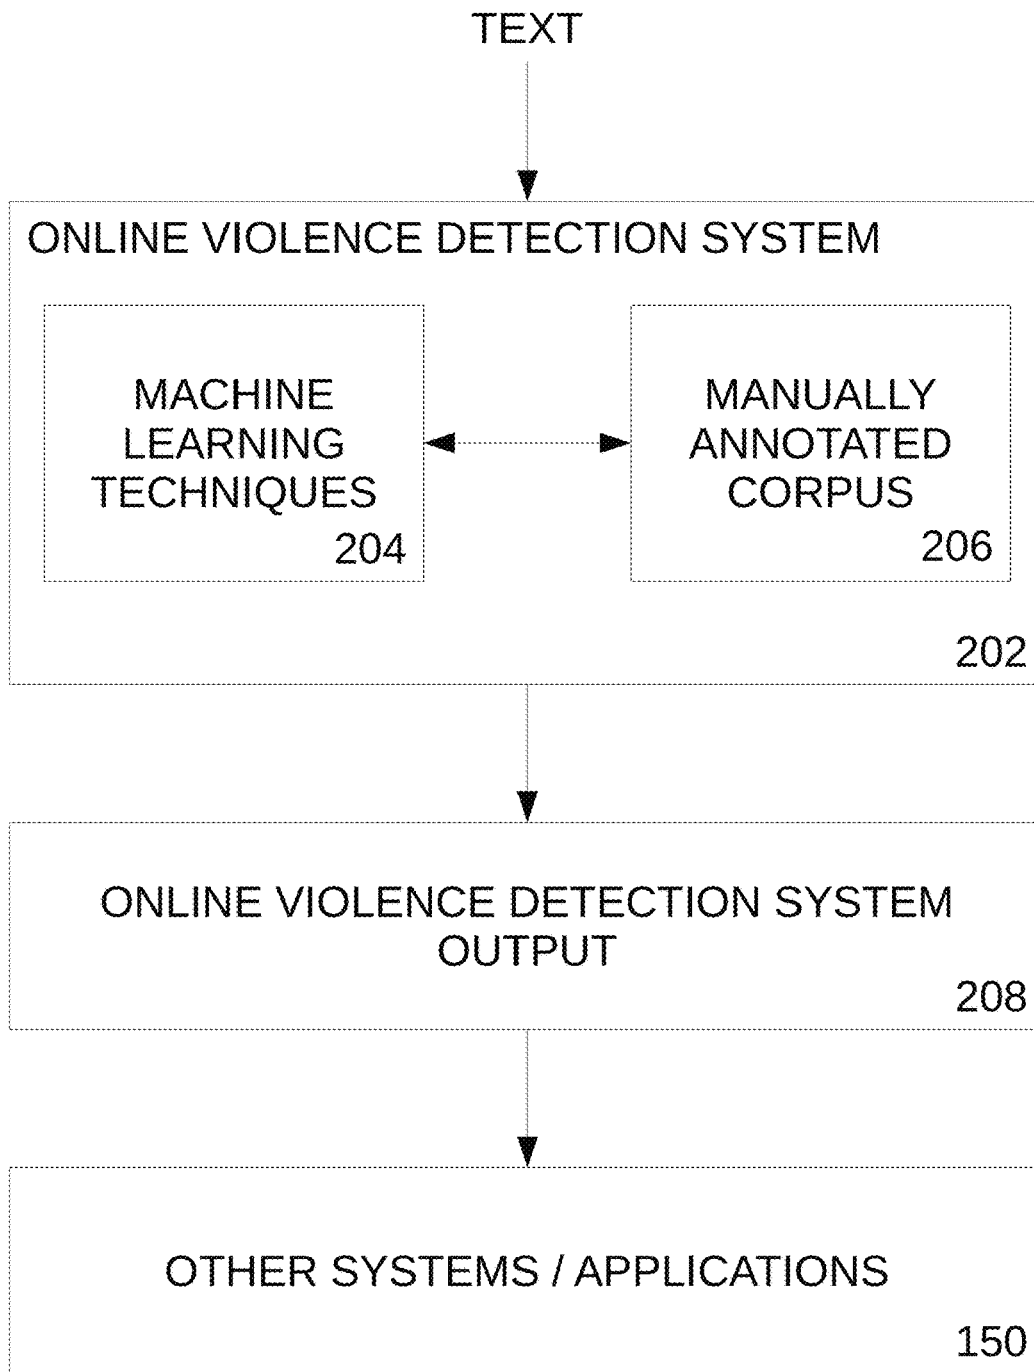 TEXT
ONLINE VIOLENCE DETECTION SYSTEM
MACHINE
LEARNING
TECHNIQUES
204
MANUALLY
ANNOTATED
CORPUS
206
202
ONLINE VIOLENCE DETECTION SYSTEM
OUTPUT
208
OTHER SYSTEMS / APPLICATIONS
150